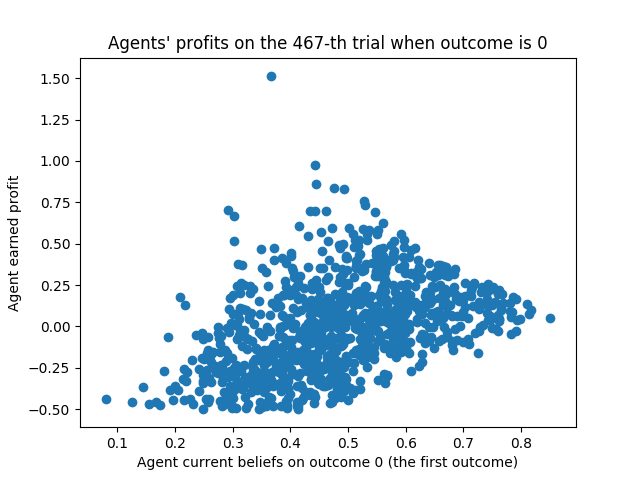 Agents' profits on the 467-th trial when outcome is 0
Agent earned profit
1.50
1.25
1.00
0.75
0.50
0.25
0.00
−0.25
−0.50
0.1 0.2 0.3 0.4 0.5 0.6 0.7 0.8
Agent current beliefs on outcome 0 (the first outcome)